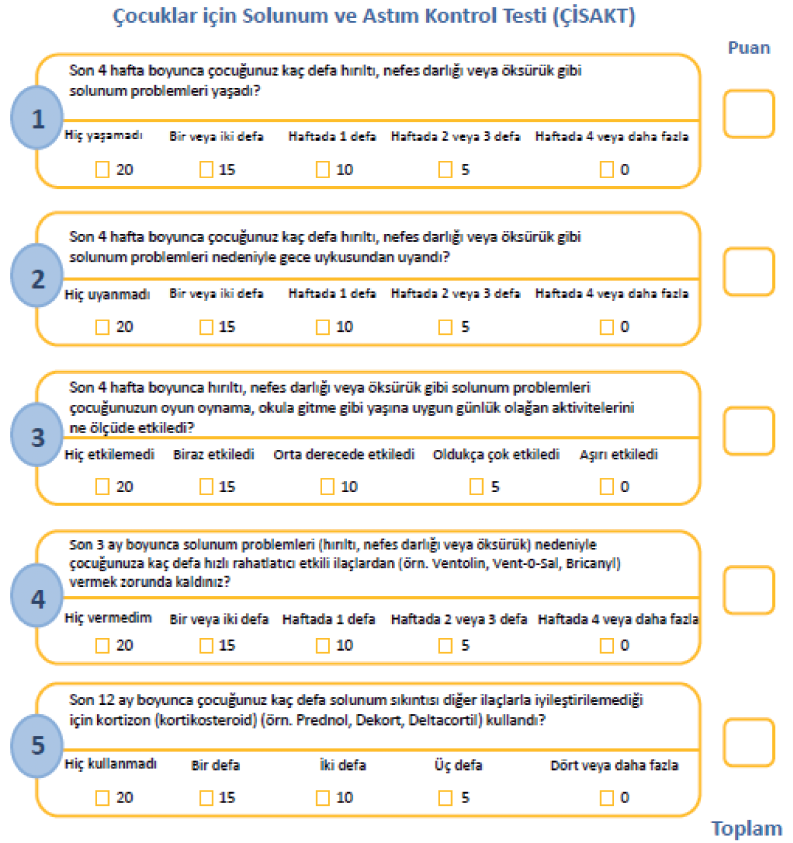 Çocuklar için Solunum ve Astım Kontrol Testi (ÇİSAKT)
Puan
1
Son 4 hafta boyunca çocuğunuz kaç defa hırıltı, nefes darlığı veya öksürük gibi
solunum problemleri yaşadı?
Hiç yaşamadı Bir veya iki defa Haftada 1 defa Haftada 2 veya 3 defa Haftada 4 veya daha fazla
20 15 10 5 0
2
Son 4 hafta boyunca çocuğunuz kaç defa hırıltı, nefes darlığı veya öksürük gibi
solunum problemleri nedeniyle gece uykusundan uyandı?
Hiç uyanmadı Bir veya iki defa Haftada 1 defa Haftada 2 veya 3 defa Haftada 4 veya daha fazla
20 15 10 5 0
3
Son 4 hafta boyunca hırıltı, nefes darlığı veya öksürük gibi solunum problemleri
çocuğunuzun oyun oynama, okula gitme gibi yaşına uygun günlük olağan aktivitelerini
ne ölçüde etkiledi?
Hiç etkilemedi Biraz etkiledi Orta derecede etkiledi Oldukça çok etkiledi Aşırı etkiledi
20 15 10 5 0
4
Son 3 ay boyunca solunum problemleri (hırıltı, nefes darlığı veya öksürük) nedeniyle
çocuğunuza kaç defa hızlı rahatlatıcı etkili ilaçlardan (örn. Ventolin, Vent-O-Sal, Bricanyl)
vermek zorunda kaldınız?
Hiç vermedim Bir veya iki defa Haftada 1 defa Haftada 2 veya 3 defa Haftada 4 veya daha fazla
20 15 10 5 0
5
Son 12 ay boyunca çocuğunuz kaç defa solunum sıkıntısı diğer ilaçlarla iyileştirilemediği
için kortizon (kortikosteroid) (örn. Prednol, Dekort, Deltacortil) kullandı?
Hiç kullanmadı Bir defa İki defa Üç defa Dört veya daha fazla
20 15 10 5 0
Toplam